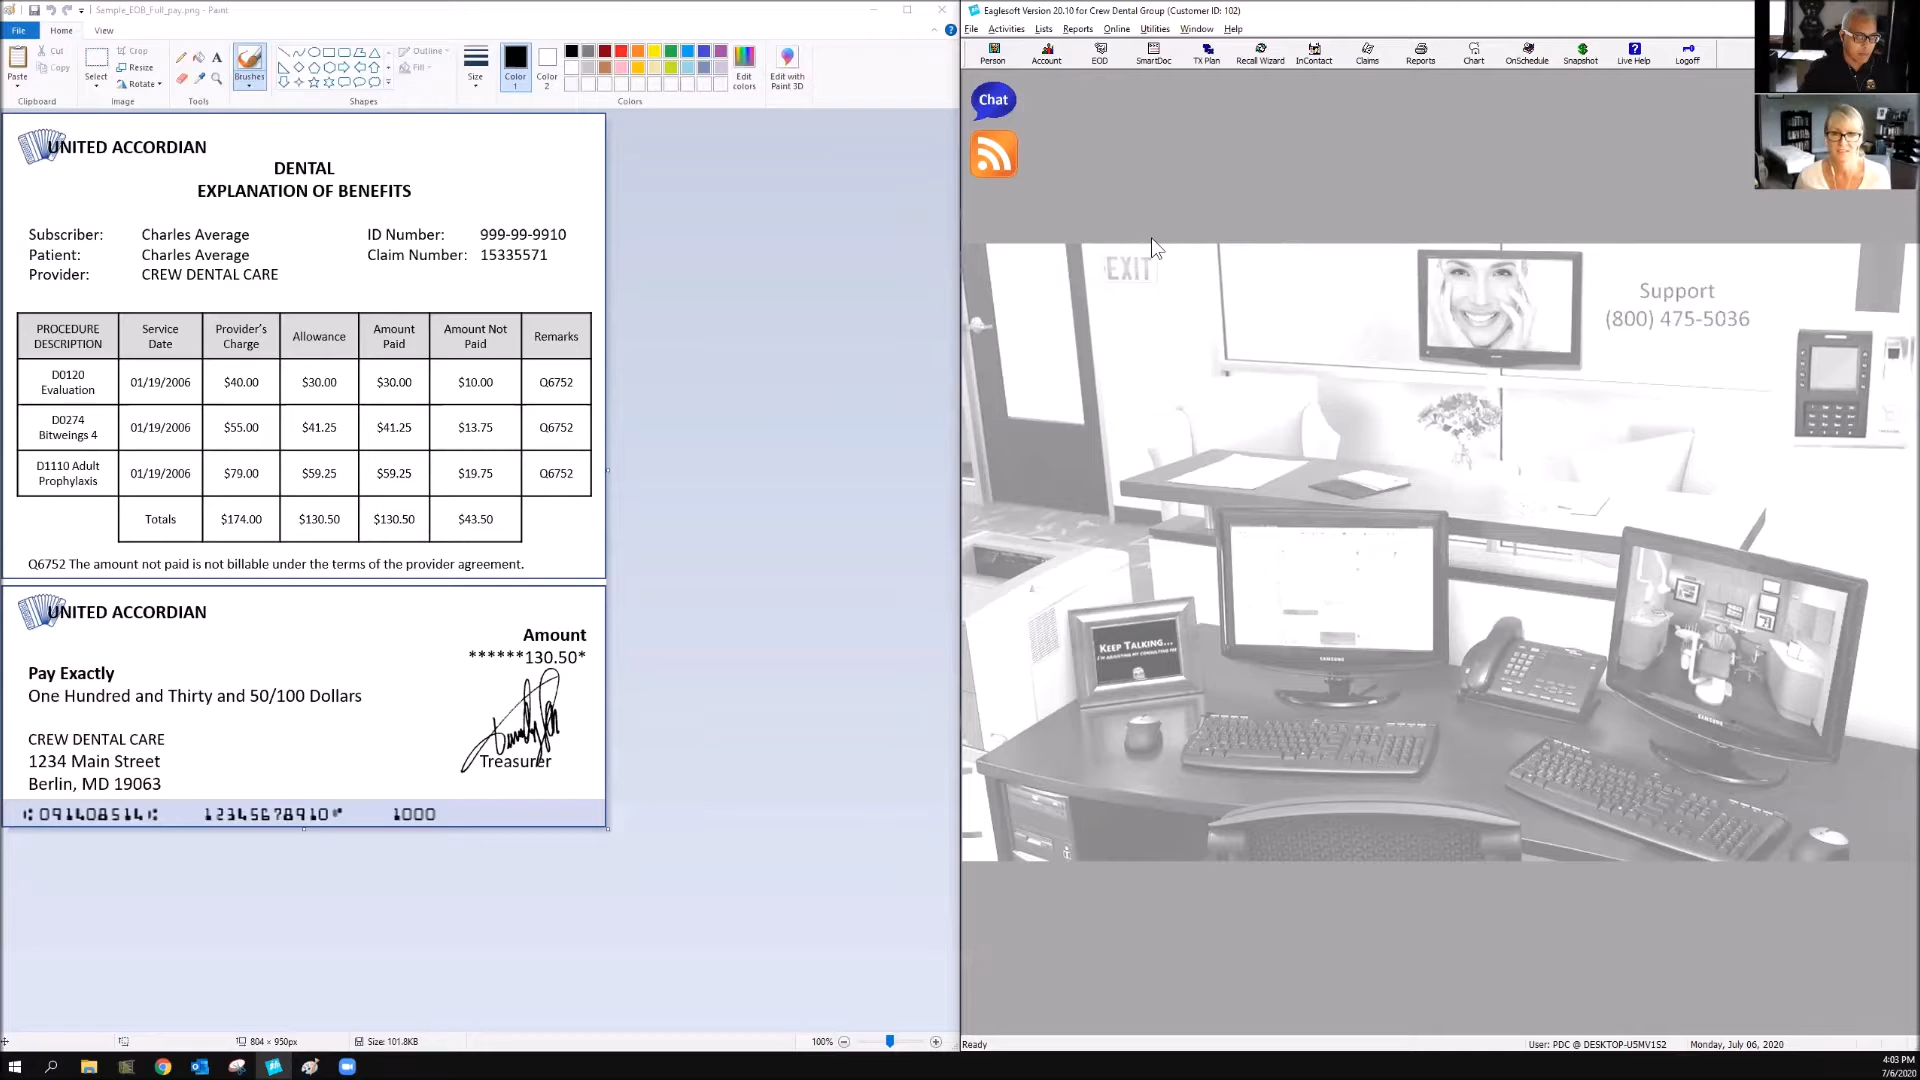 Sample_EOB_Full_pay.png - Paint
File Home View
Paste
Cut
Copy
Clipboard
Select
Crop
Resize
Rotate
Image
Tools
Brushes
Outline
Fill
Shapes
Size
Color 1
Color 2
Edit colors
Edit with Paint 3D
Colors
UNITED ACCORDIAN
DENTAL
EXPLANATION OF BENEFITS
Subscriber: Charles Average ID Number: 999-99-9910
Patient: Charles Average Claim Number: 15335571
Provider: CREW DENTAL CARE
PROCEDURE DESCRIPTION Service Date Provider's Charge Allowance Amount Paid Amount Not Paid Remarks
D0120 Evaluation 01/19/2006 $40.00 $30.00 $30.00 $10.00 Q6752
D0274 Bitweings 4 01/19/2006 $55.00 $41.25 $41.25 $13.75 Q6752
D1110 Adult Prophylaxis 01/19/2006 $79.00 $59.25 $59.25 $19.75 Q6752
Totals $174.00 $130.50 $130.50 $43.50
Q6752 The amount not paid is not billable under the terms of the provider agreement.
UNITED ACCORDIAN
Amount
******130.50*
Pay Exactly
One Hundred and Thirty and 50/100 Dollars
CREW DENTAL CARE
1234 Main Street
Berlin, MD 19063
Treasurer
⑆091408514⑆ 12345678910⑈ 1000
804 × 950px Size: 101.8KB 100%
Eaglesoft Version 20.10 for Crew Dental Group (Customer ID: 102)
File Activities Lists Reports Online Utilities Window Help
Person Account EOD SmartDoc TX Plan Recall Wizard InContact Claims Reports Chart OnSchedule Snapshot Live Help Logoff
Chat
EXIT
Support
(800) 475-5036
KEEP TALKING...
I'M ADJUSTING MY CONSULTING FEE
SAMSUNG
SAMSUNG
Ready User: PDC @ DESKTOP-U5MV1S2 Monday, July 06, 2020
4:03 PM
7/6/2020